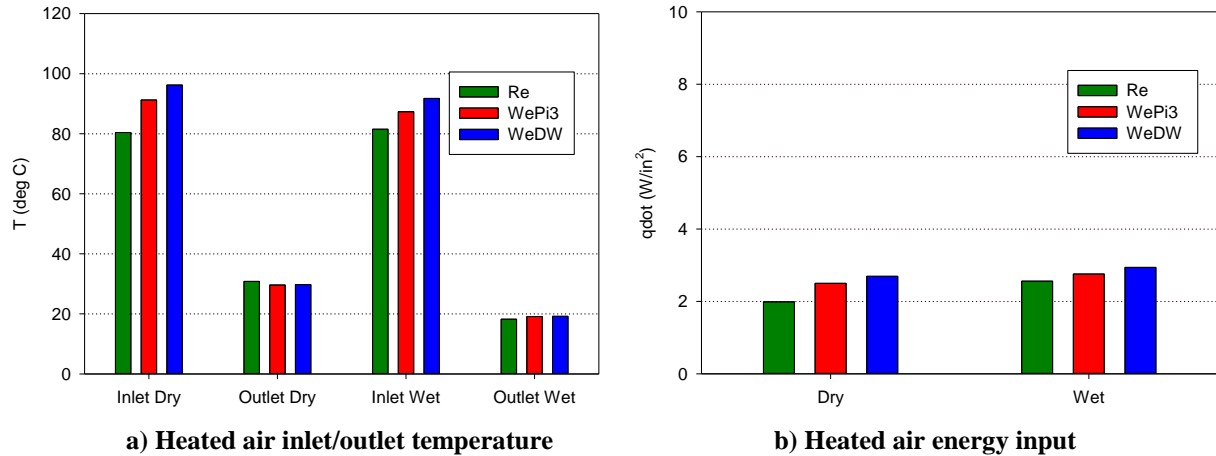 120
100
80
60
40
20
0
T (deg C)
Re
WePi3
WeDW
Inlet Dry Outlet Dry Inlet Wet Outlet Wet
a) Heated air inlet/outlet temperature
10
8
6
4
2
0
qdot (W/in²)
Re
WePi3
WeDW
Dry Wet
b) Heated air energy input